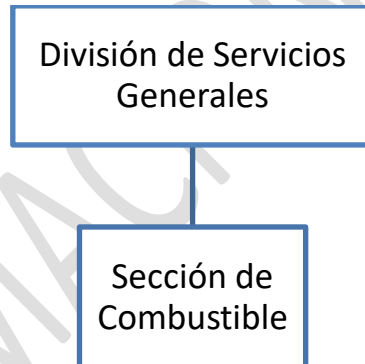 División de Servicios
Generales
Sección de
Combustible